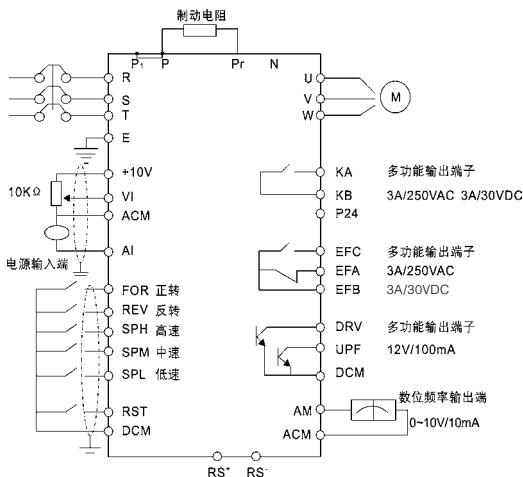 制动电阻
P1 P Pr N
R
S
T
E
+10V
10KΩ
VI
ACM
AI
电源输入端
FOR 正转
REV 反转
SPH 高速
SPM 中速
SPL 低速
RST
DCM
RS+ RS-
U
V
W
M
KA 多功能输出端子
KB 3A/250VAC 3A/30VDC
P24
EFC 多功能输出端子
EFA 3A/250VAC
EFB 3A/30VDC
DRV 多功能输出端子
UPF 12V/100mA
DCM
AM 数位频率输出端
ACM 0~10V/10mA